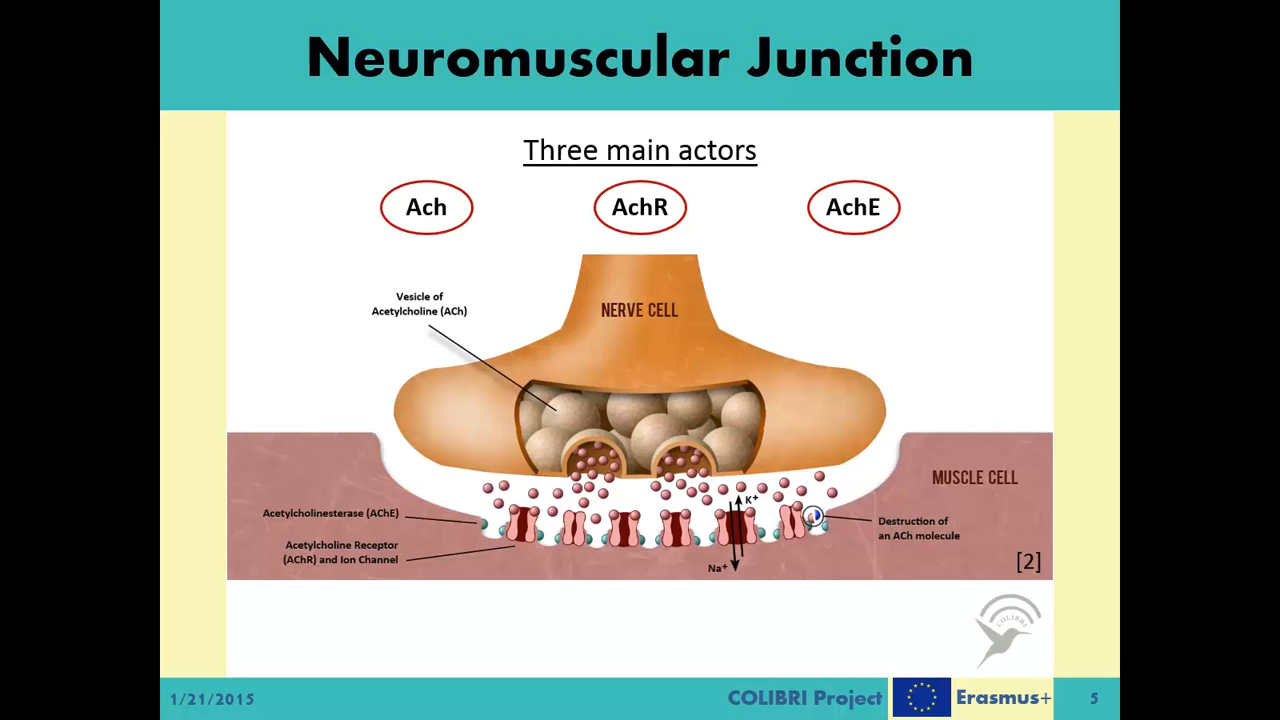 Neuromuscular Junction
Three main actors
Ach
AchR
AchE
Vesicle of
Acetylcholine (ACh)
NERVE CELL
MUSCLE CELL
K+
Acetylcholinesterase (AChE)
Acetylcholine Receptor
(AChR) and Ion Channel
Na+
Destruction of
an ACh molecule
[2]
COLIBRI
1/21/2015
COLIBRI Project
Erasmus+
5